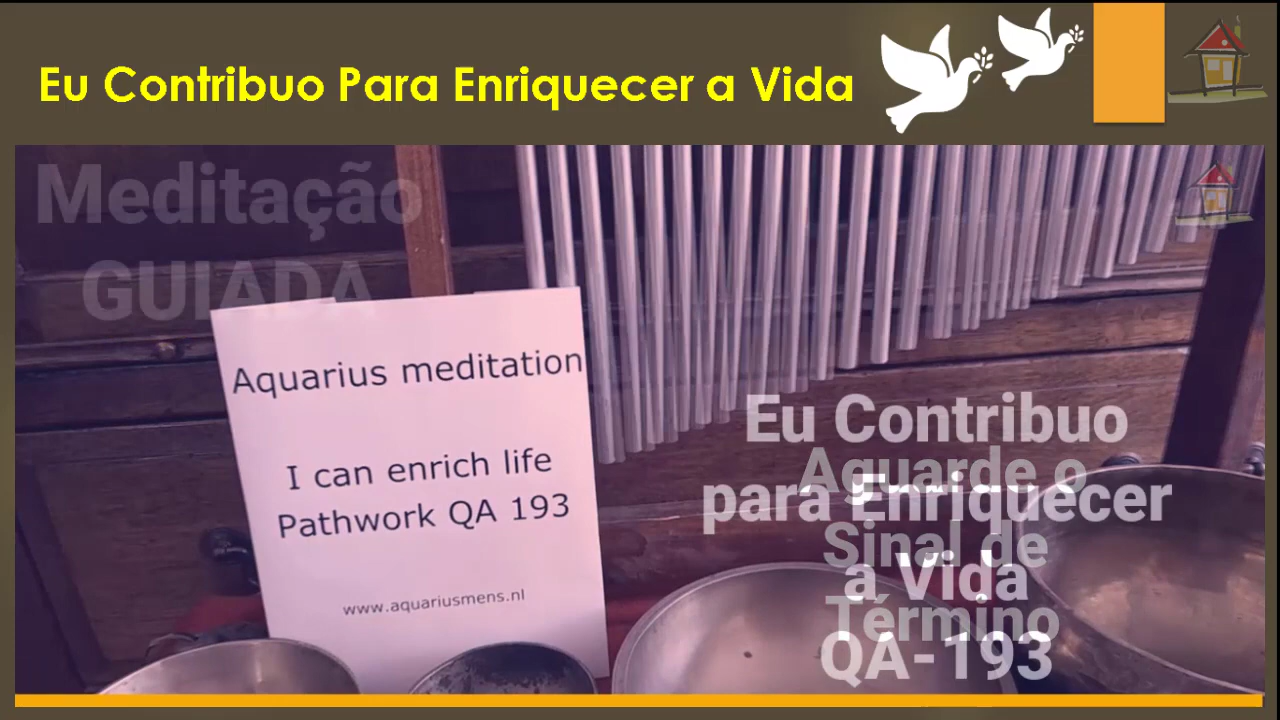 Eu Contribuo Para Enriquecer a Vida
Meditação
GUIADA
Aquarius meditation
I can enrich life
Pathwork QA 193
www.aquariusmens.nl
Eu Contribuo
para Enriquecer
a Vida
QA-193
Aguarde o
Sinal de
Término